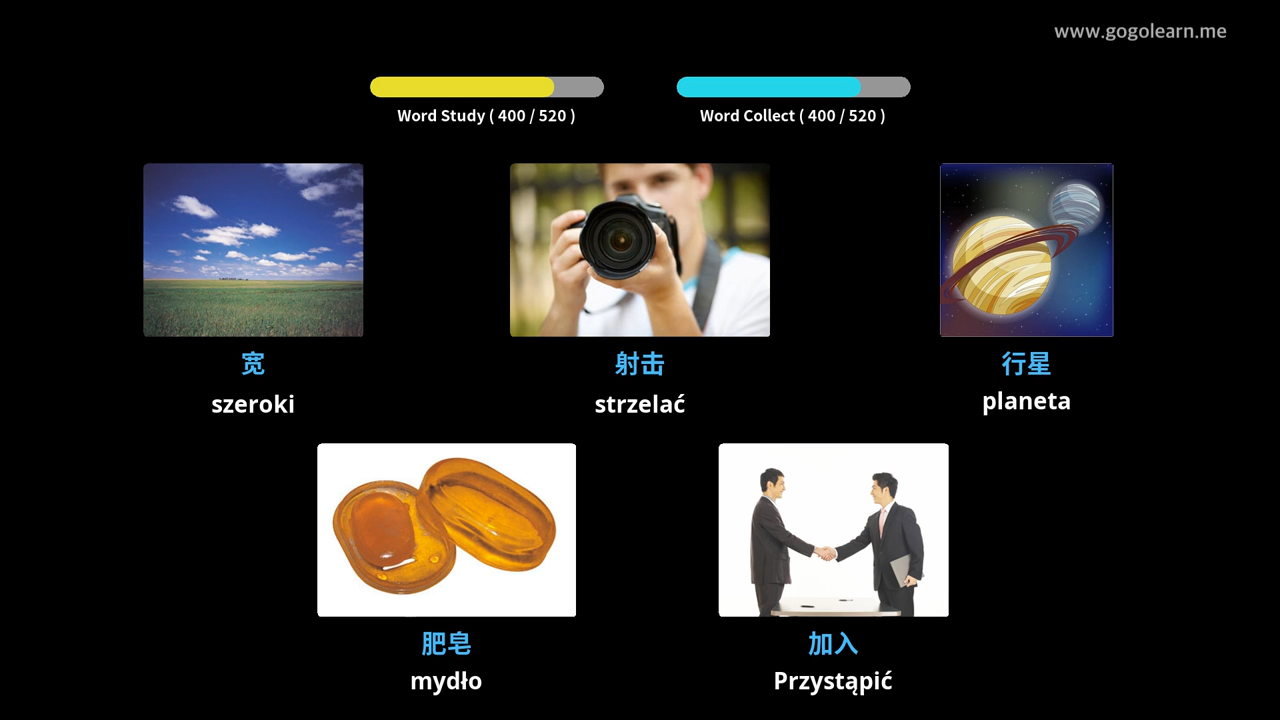 www.gogolearn.me
Word Study ( 400 / 520 )
Word Collect ( 400 / 520 )
宽
szeroki
射击
strzelać
行星
planeta
肥皂
mydło
加入
Przystąpić